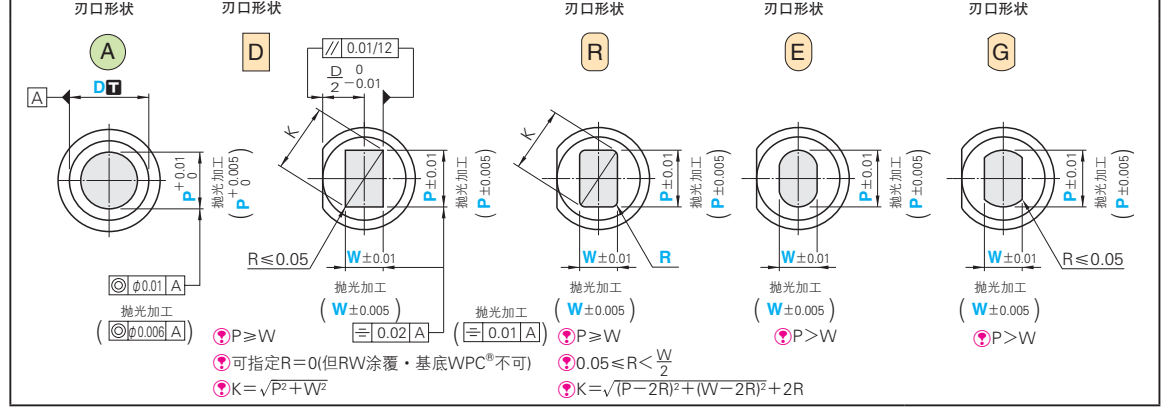 刃口形状
刃口形状
刃口形状
刃口形状
A
D
R
E
G
// 0.01/12
D/2 0 −0.01
A
DT
K
K
P +0.01 0
抛光加工
(P +0.005 0)
P±0.01
抛光加工
(P±0.005)
P±0.01
抛光加工
(P±0.005)
P±0.01
抛光加工
(P±0.005)
P±0.01
抛光加工
(P±0.005)
R≤0.05
W±0.01
W±0.01
R
W±0.01
W±0.01
R≤0.05
◎ φ0.01 A
抛光加工
(◎ φ0.006 A)
抛光加工
(W±0.005)
⌯ 0.02 A
抛光加工
(⌯ 0.01 A)
抛光加工
(W±0.005)
抛光加工
(W±0.005)
抛光加工
(W±0.005)
P≥W
P≥W
P>W
P>W
可指定R=0(但RW涂覆・基底WPC®不可)
0.05≤R<W/2
K=√P²+W²
K=√(P−2R)²+(W−2R)²+2R